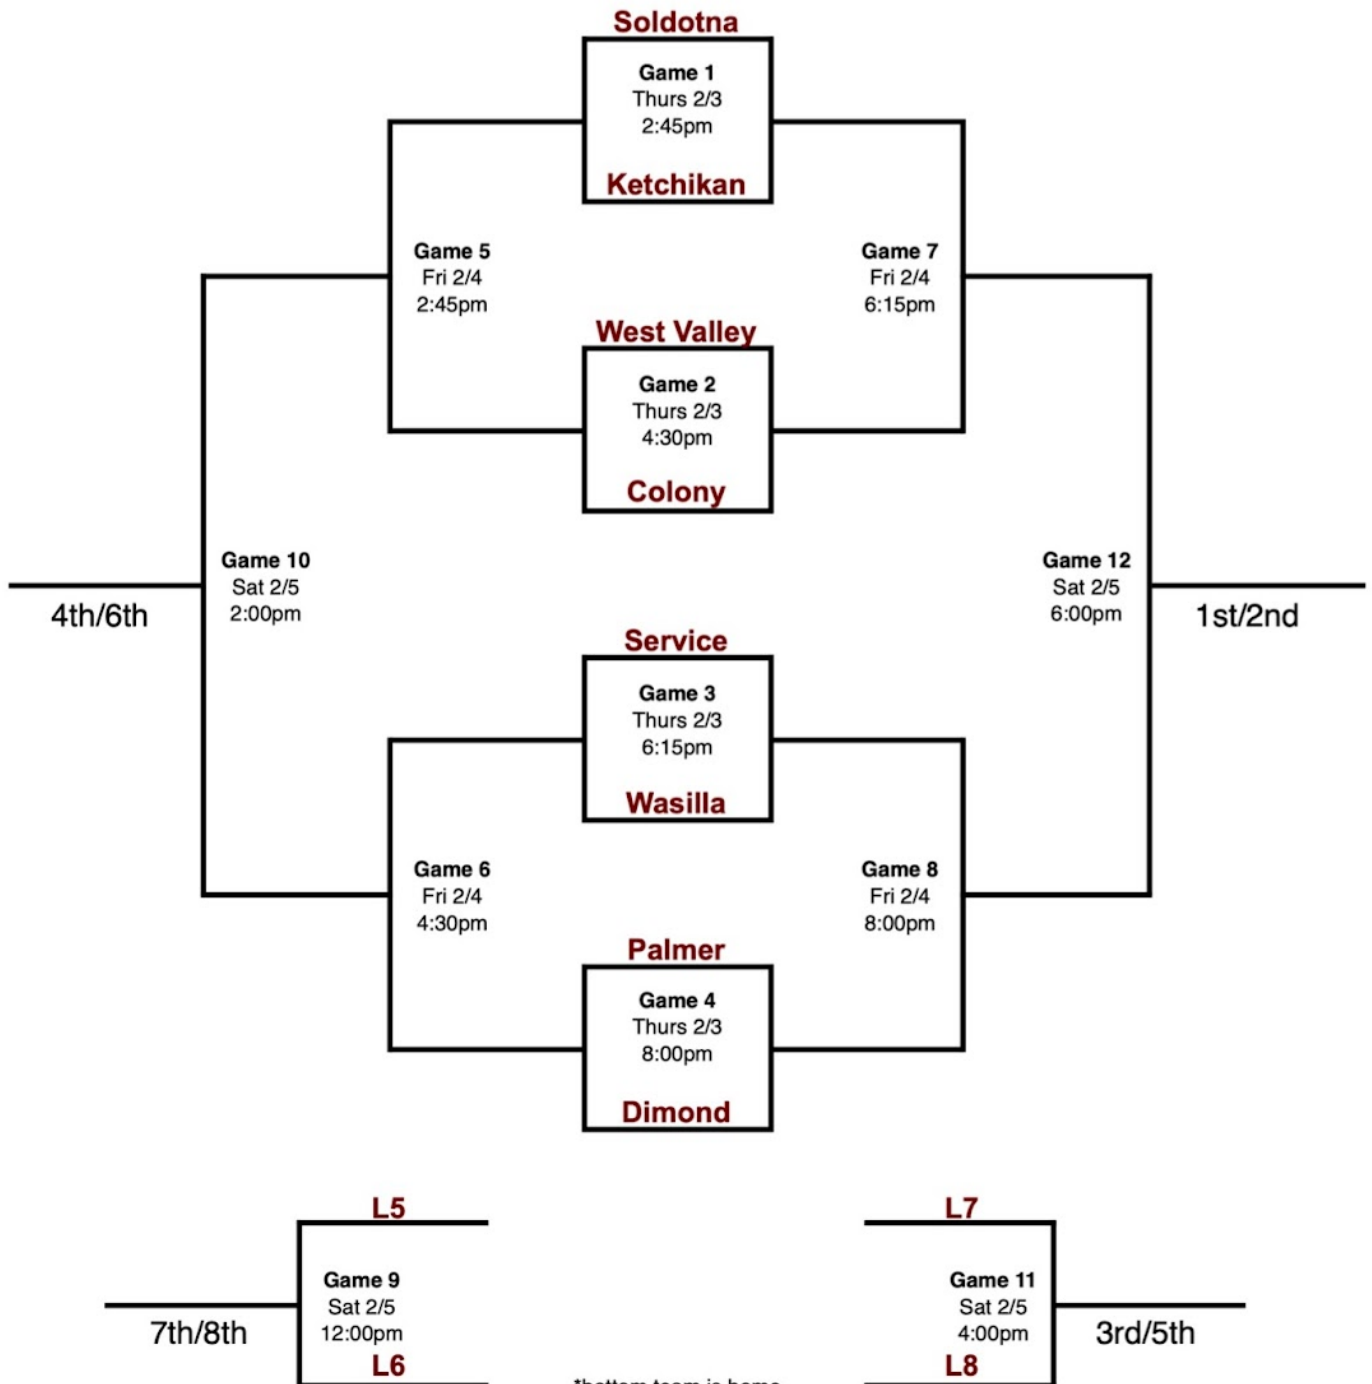 Soldotna
Game 1
Thurs 2/3
2:45pm
Ketchikan
Game 5
Fri 2/4
2:45pm
Game 7
Fri 2/4
6:15pm
West Valley
Game 2
Thurs 2/3
4:30pm
Colony
Game 10
Sat 2/5
2:00pm
4th/6th
Game 12
Sat 2/5
6:00pm
1st/2nd
Service
Game 3
Thurs 2/3
6:15pm
Wasilla
Game 6
Fri 2/4
4:30pm
Game 8
Fri 2/4
8:00pm
Palmer
Game 4
Thurs 2/3
8:00pm
Dimond
L5
Game 9
Sat 2/5
12:00pm
7th/8th
L6
L7
Game 11
Sat 2/5
4:00pm
3rd/5th
L8
*bottom team is home